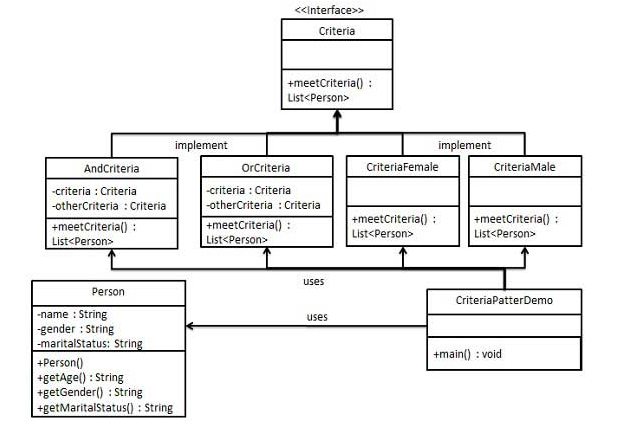 <<Interface>>
Criteria
+meetCriteria() :
List<Person>
implement
implement
AndCriteria
-criteria : Criteria
-otherCriteria : Criteria
+meetCriteria() :
List<Person>
OrCriteria
-criteria : Criteria
-otherCriteria : Criteria
+meetCriteria() :
List<Person>
CriteriaFemale
+meetCriteria() :
List<Person>
CriteriaMale
+meetCriteria() :
List<Person>
uses
Person
-name : String
-gender : String
-maritalStatus: String
+Person()
+getAge() : String
+getGender() : String
+getMaritalStatus() : String
uses
CriteriaPatterDemo
+main() : void